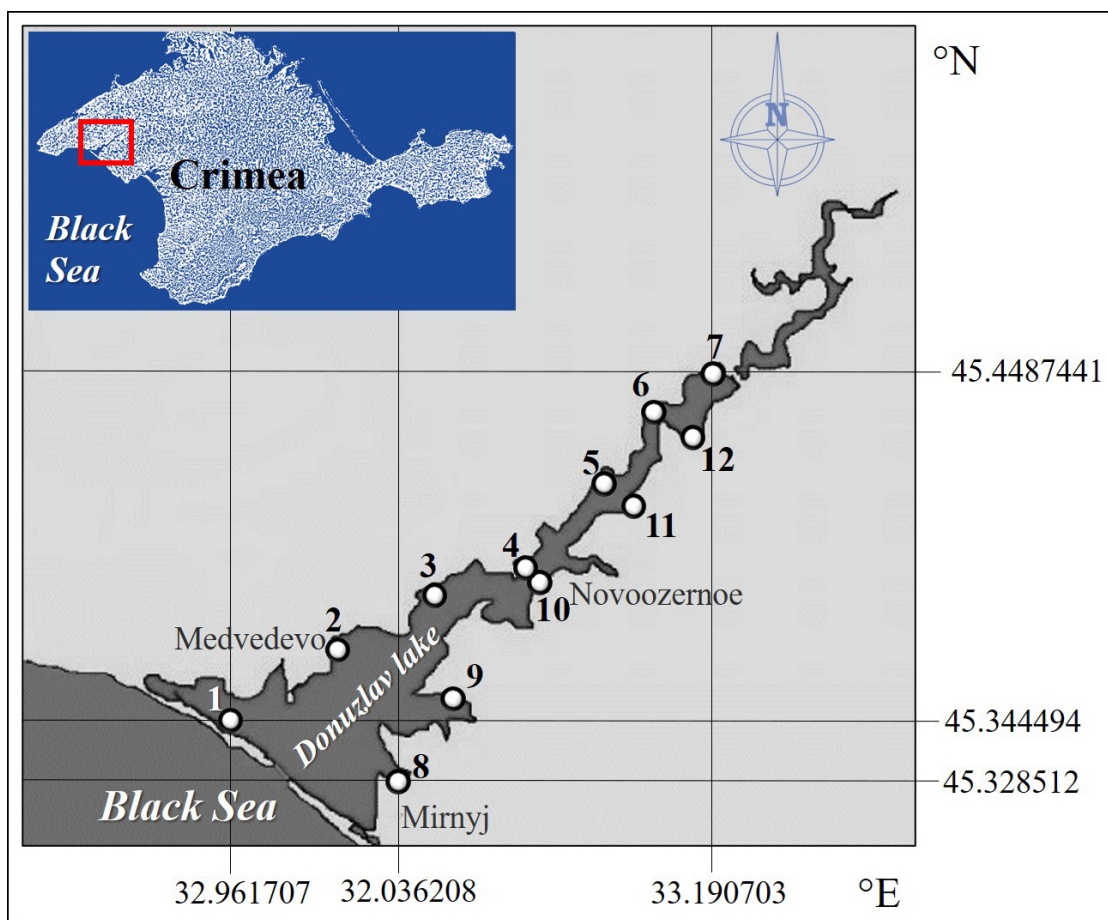 °N
N
Crimea
Black
Sea
7
45.4487441
6
12
5
11
4
3
10
Novoozernoe
2
Medvedevo
Donuzlav lake
9
1
45.344494
8
45.328512
Black Sea
Mirnyj
32.961707
32.036208
33.190703
°E